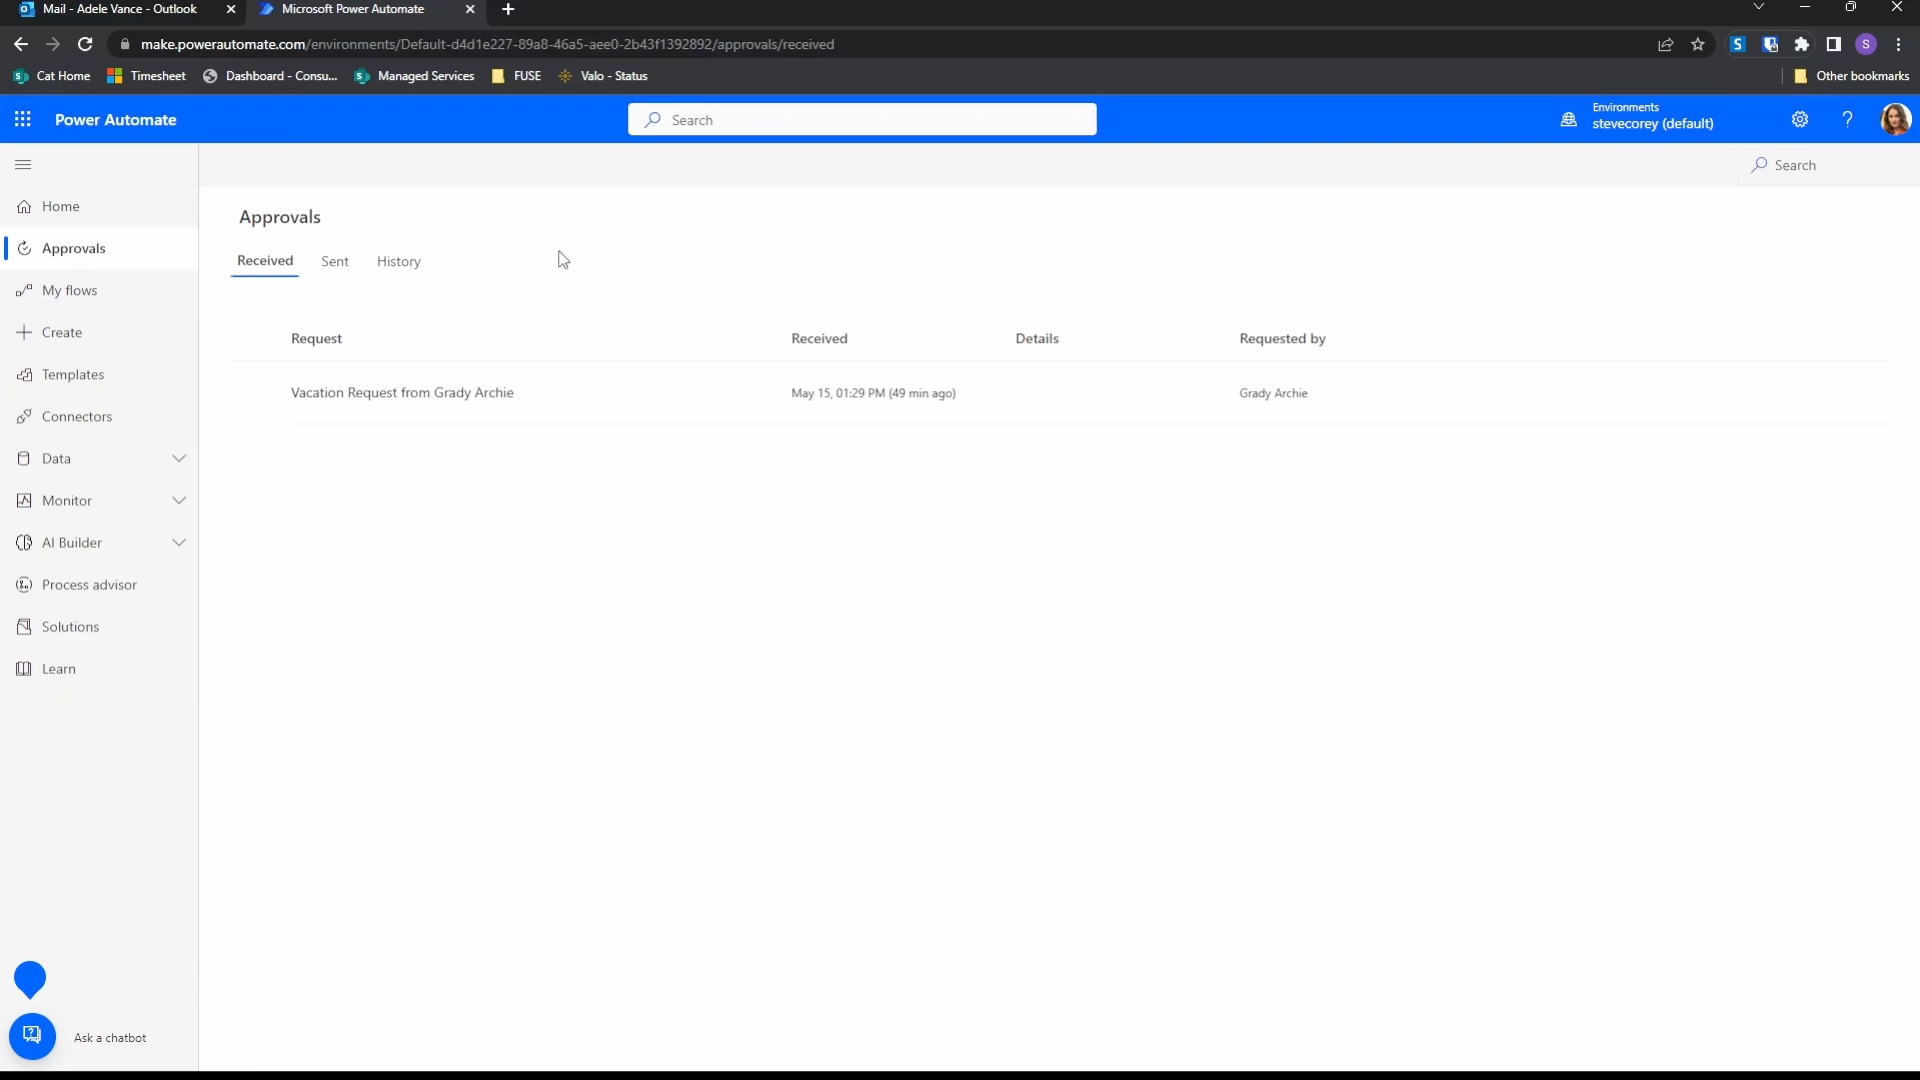 Mail - Adele Vance - Outlook
Microsoft Power Automate
make.powerautomate.com/environments/Default-d4d1e227-89a8-46a5-aee0-2b43f1392892/approvals/received
S
S
Cat Home
Timesheet
Dashboard - Consu...
Managed Services
FUSE
Valo - Status
Other bookmarks
Power Automate
Search
Environments
stevecorey (default)
?
Search
Home
Approvals
My flows
Create
Templates
Connectors
Data
Monitor
AI Builder
Process advisor
Solutions
Learn
Ask a chatbot
Approvals
Received Sent History
Request Received Details Requested by
Vacation Request from Grady Archie May 15, 01:29 PM (49 min ago) Grady Archie